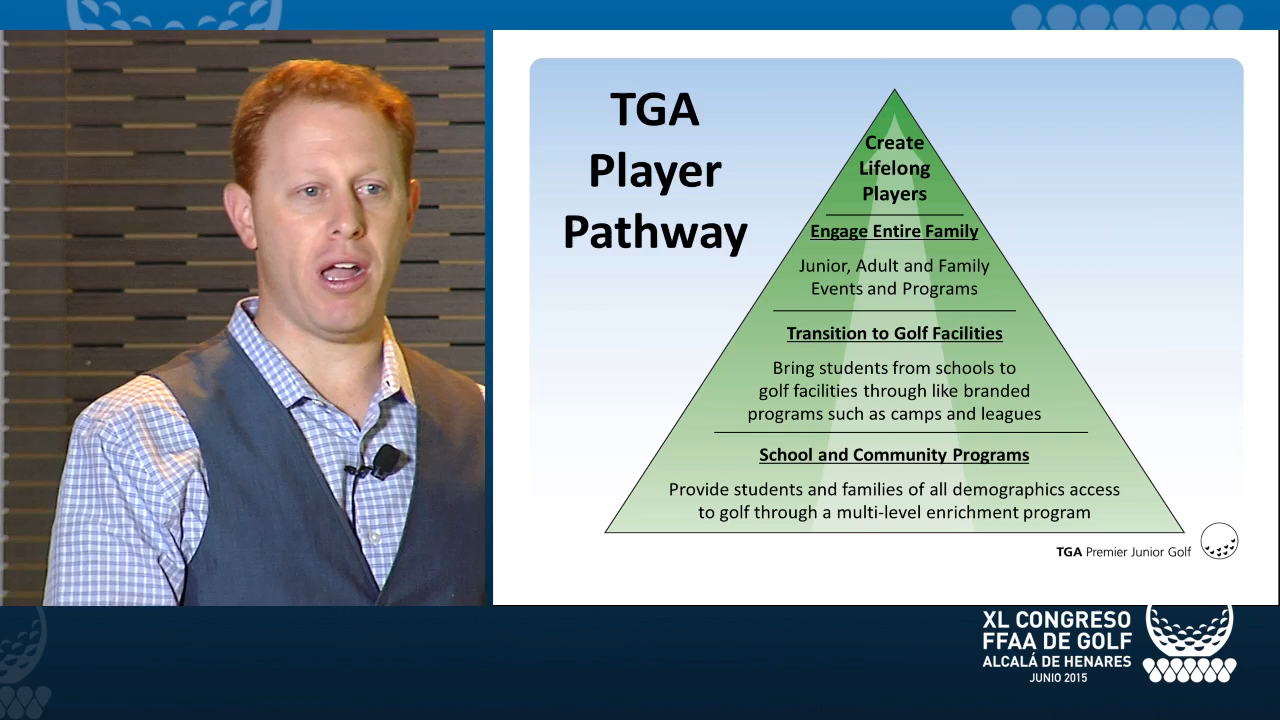 TGA
Player
Pathway
Create
Lifelong
Players
Engage Entire Family
Junior, Adult and Family
Events and Programs
Transition to Golf Facilities
Bring students from schools to
golf facilities through like branded
programs such as camps and leagues
School and Community Programs
Provide students and families of all demographics access
to golf through a multi-level enrichment program
TGA Premier Junior Golf
XL CONGRESO
FFAA DE GOLF
ALCALÁ DE HENARES
JUNIO 2015